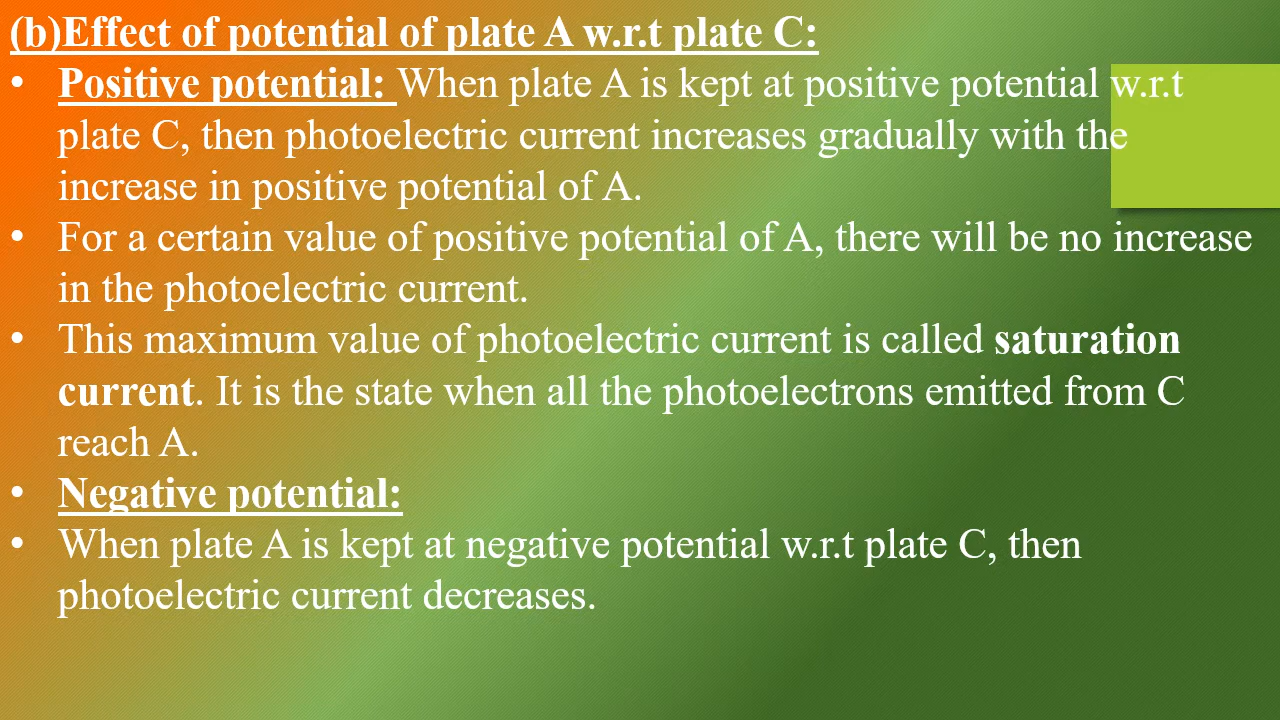 (b)Effect of potential of plate A w.r.t plate C:
• Positive potential: When plate A is kept at positive potential w.r.t
plate C, then photoelectric current increases gradually with the
increase in positive potential of A.
• For a certain value of positive potential of A, there will be no increase
in the photoelectric current.
• This maximum value of photoelectric current is called saturation
current. It is the state when all the photoelectrons emitted from C
reach A.
• Negative potential:
• When plate A is kept at negative potential w.r.t plate C, then
photoelectric current decreases.